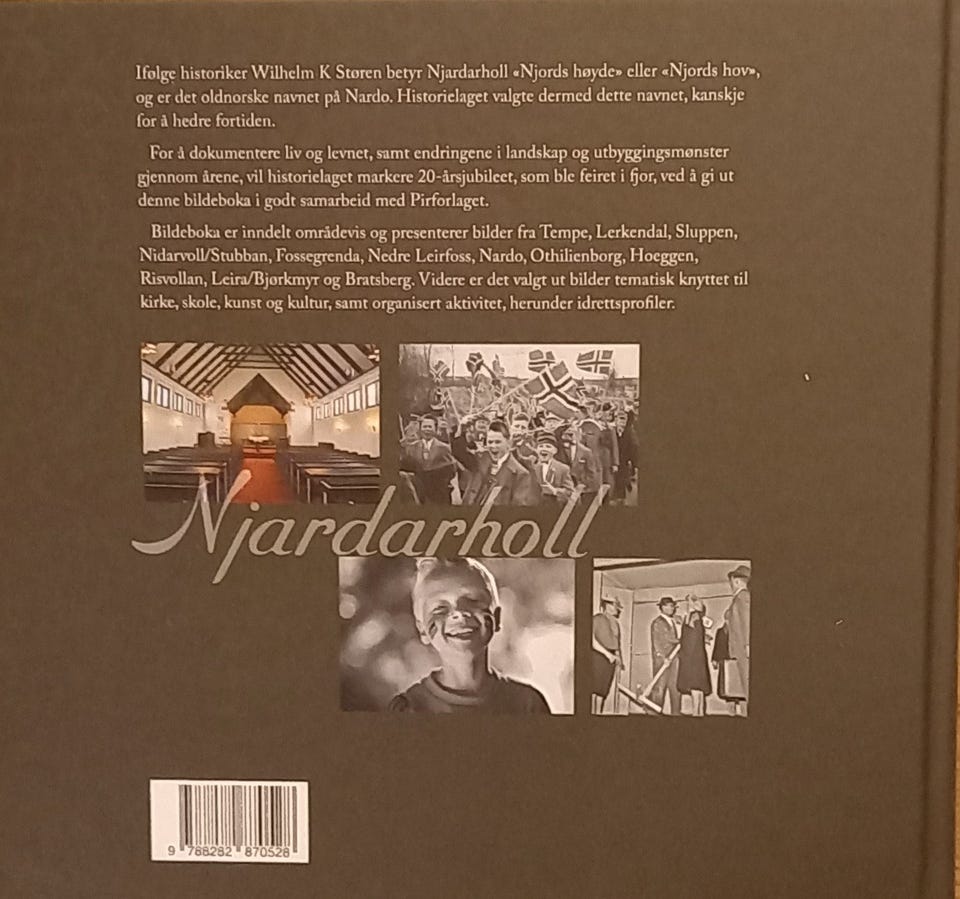 Ifølge historiker Wilhelm K Støren betyr Njardarholl «Njords høyde» eller «Njords hov»,
og er det oldnorske navnet på Nardo. Historielaget valgte dermed dette navnet, kanskje
for å hedre fortiden.
For å dokumentere liv og levnet, samt endringene i landskap og utbyggingsmønster
gjennom årene, vil historielaget markere 20-årsjubileet, som ble feiret i fjor, ved å gi ut
denne bildeboka i godt samarbeid med Pirforlaget.
Bildeboka er inndelt områdevis og presenterer bilder fra Tempe, Lerkendal, Sluppen,
Nidarvoll/Stubban, Fossegrenda, Nedre Leirfoss, Nardo, Othilienborg, Hoeggen,
Risvollan, Leira/Bjørkmyr og Bratsberg. Videre er det valgt ut bilder tematisk knyttet til
kirke, skole, kunst og kultur, samt organisert aktivitet, herunder idrettsprofiler.
Njardarholl
9 788282 870528